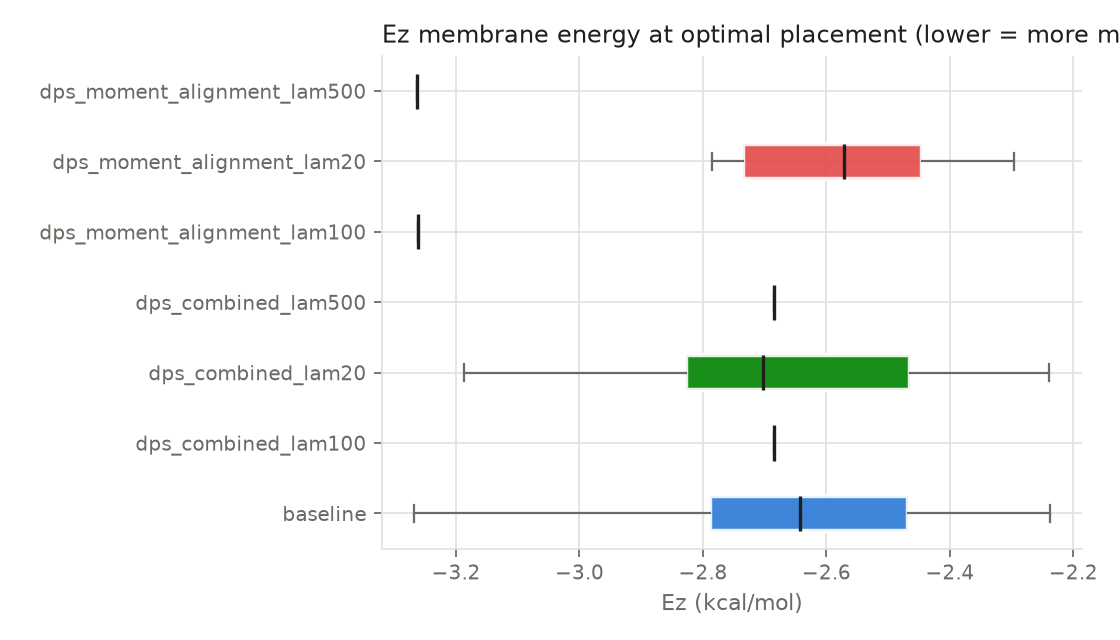 Ez membrane energy at optimal placement (lower = more m
dps_moment_alignment_lam500
dps_moment_alignment_lam20
dps_moment_alignment_lam100
dps_combined_lam500
dps_combined_lam20
dps_combined_lam100
baseline
−3.2 −3.0 −2.8 −2.6 −2.4 −2.2
Ez (kcal/mol)